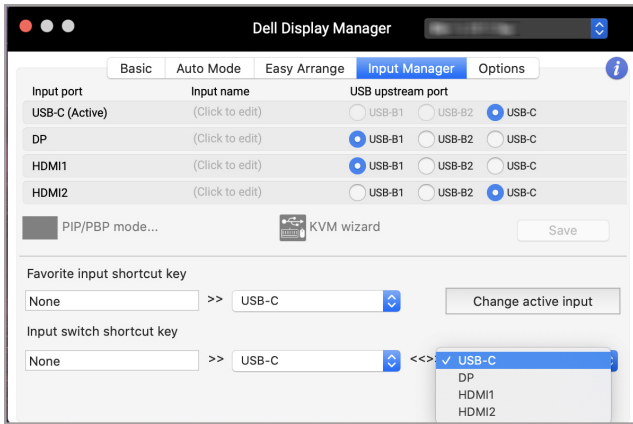 Dell Display Manager
Basic Auto Mode Easy Arrange Input Manager Options i
Input port Input name USB upstream port
USB-C (Active) (Click to edit) USB-B1 USB-B2 USB-C
DP (Click to edit) USB-B1 USB-B2 USB-C
HDMI1 (Click to edit) USB-B1 USB-B2 USB-C
HDMI2 (Click to edit) USB-B1 USB-B2 USB-C
PIP/PBP mode... KVM wizard Save
Favorite input shortcut key
None >> USB-C Change active input
Input switch shortcut key
None >> USB-C <<>> ✓ USB-C
DP
HDMI1
HDMI2